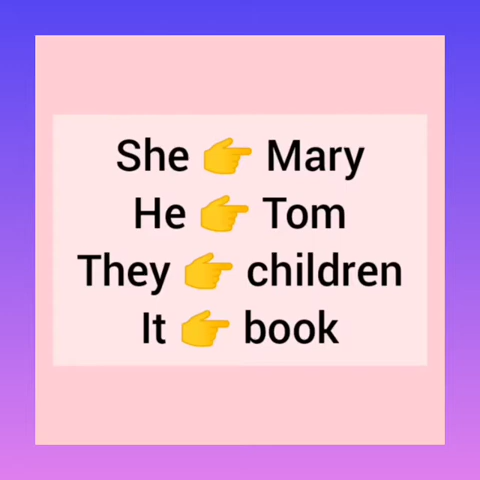 She 👉 Mary
He 👉 Tom
They 👉 children
It 👉 book